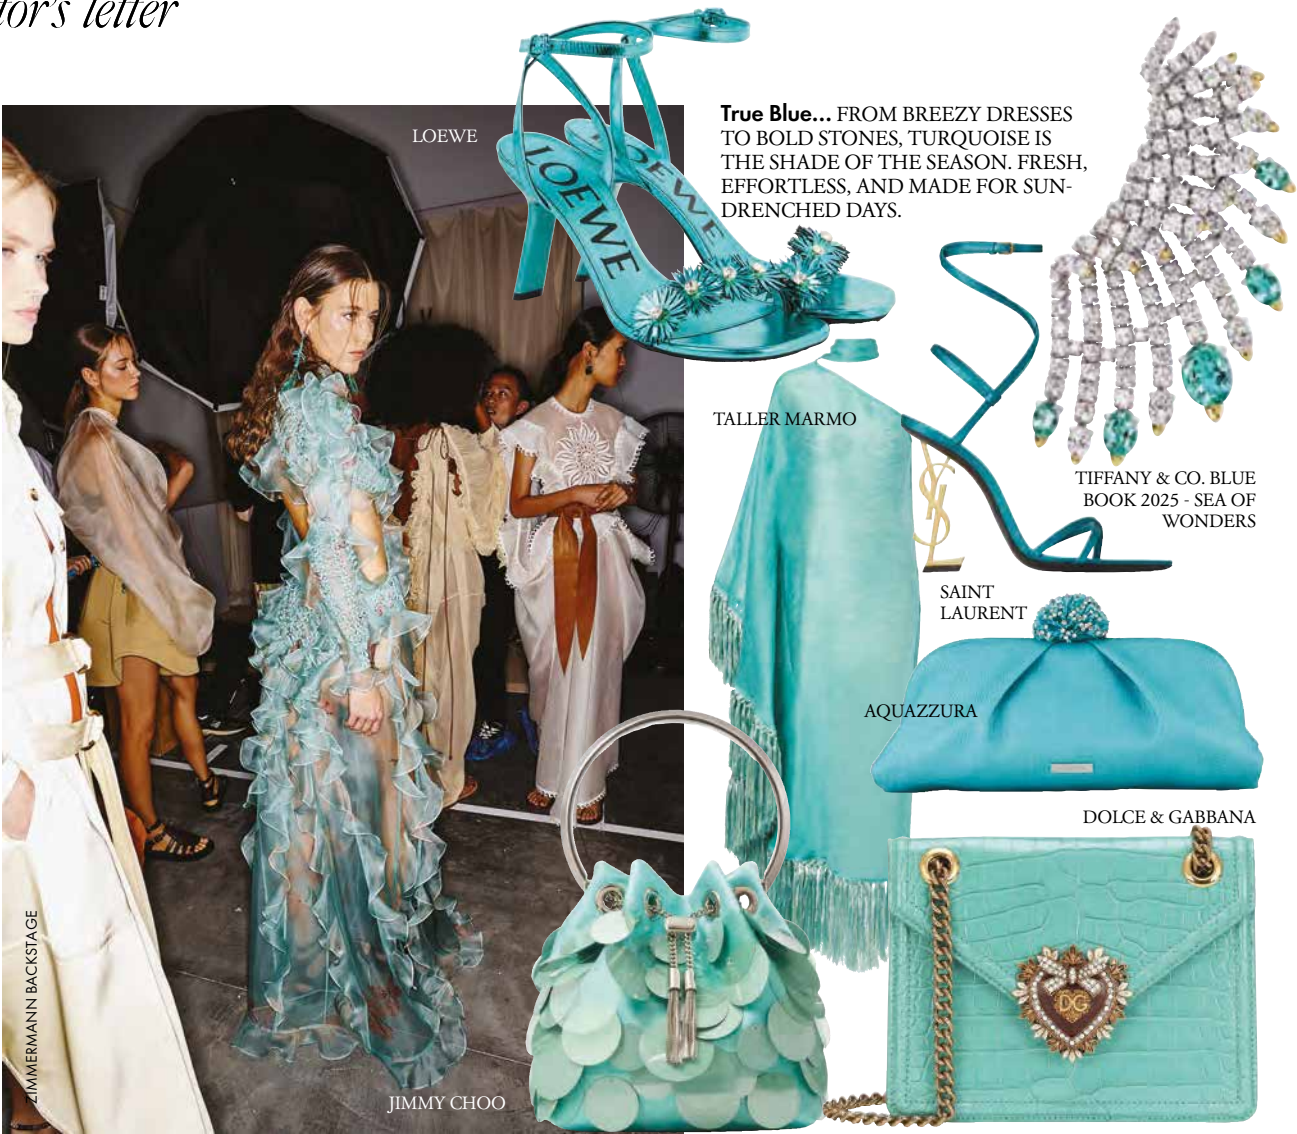 tor's letter
LOEWE
True Blue... FROM BREEZY DRESSES
TO BOLD STONES, TURQUOISE IS
THE SHADE OF THE SEASON. FRESH,
EFFORTLESS, AND MADE FOR SUN-
DRENCHED DAYS.
LOEWE
LOEWE
TALLER MARMO
TIFFANY & CO. BLUE
BOOK 2025 - SEA OF
WONDERS
YSL
SAINT
LAURENT
AQUAZZURA
DOLCE & GABBANA
DG
ZIMMERMANN BACKSTAGE
JIMMY CHOO